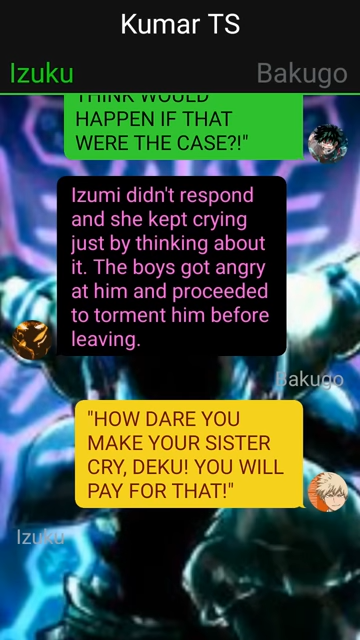 Kumar TS
Izuku
Bakugo
THINK WOULD
HAPPEN IF THAT
WERE THE CASE?!"
Izumi didn't respond
and she kept crying
just by thinking about
it. The boys got angry
at him and proceeded
to torment him before
leaving.
Bakugo
"HOW DARE YOU
MAKE YOUR SISTER
CRY, DEKU! YOU WILL
PAY FOR THAT!"
Izuku